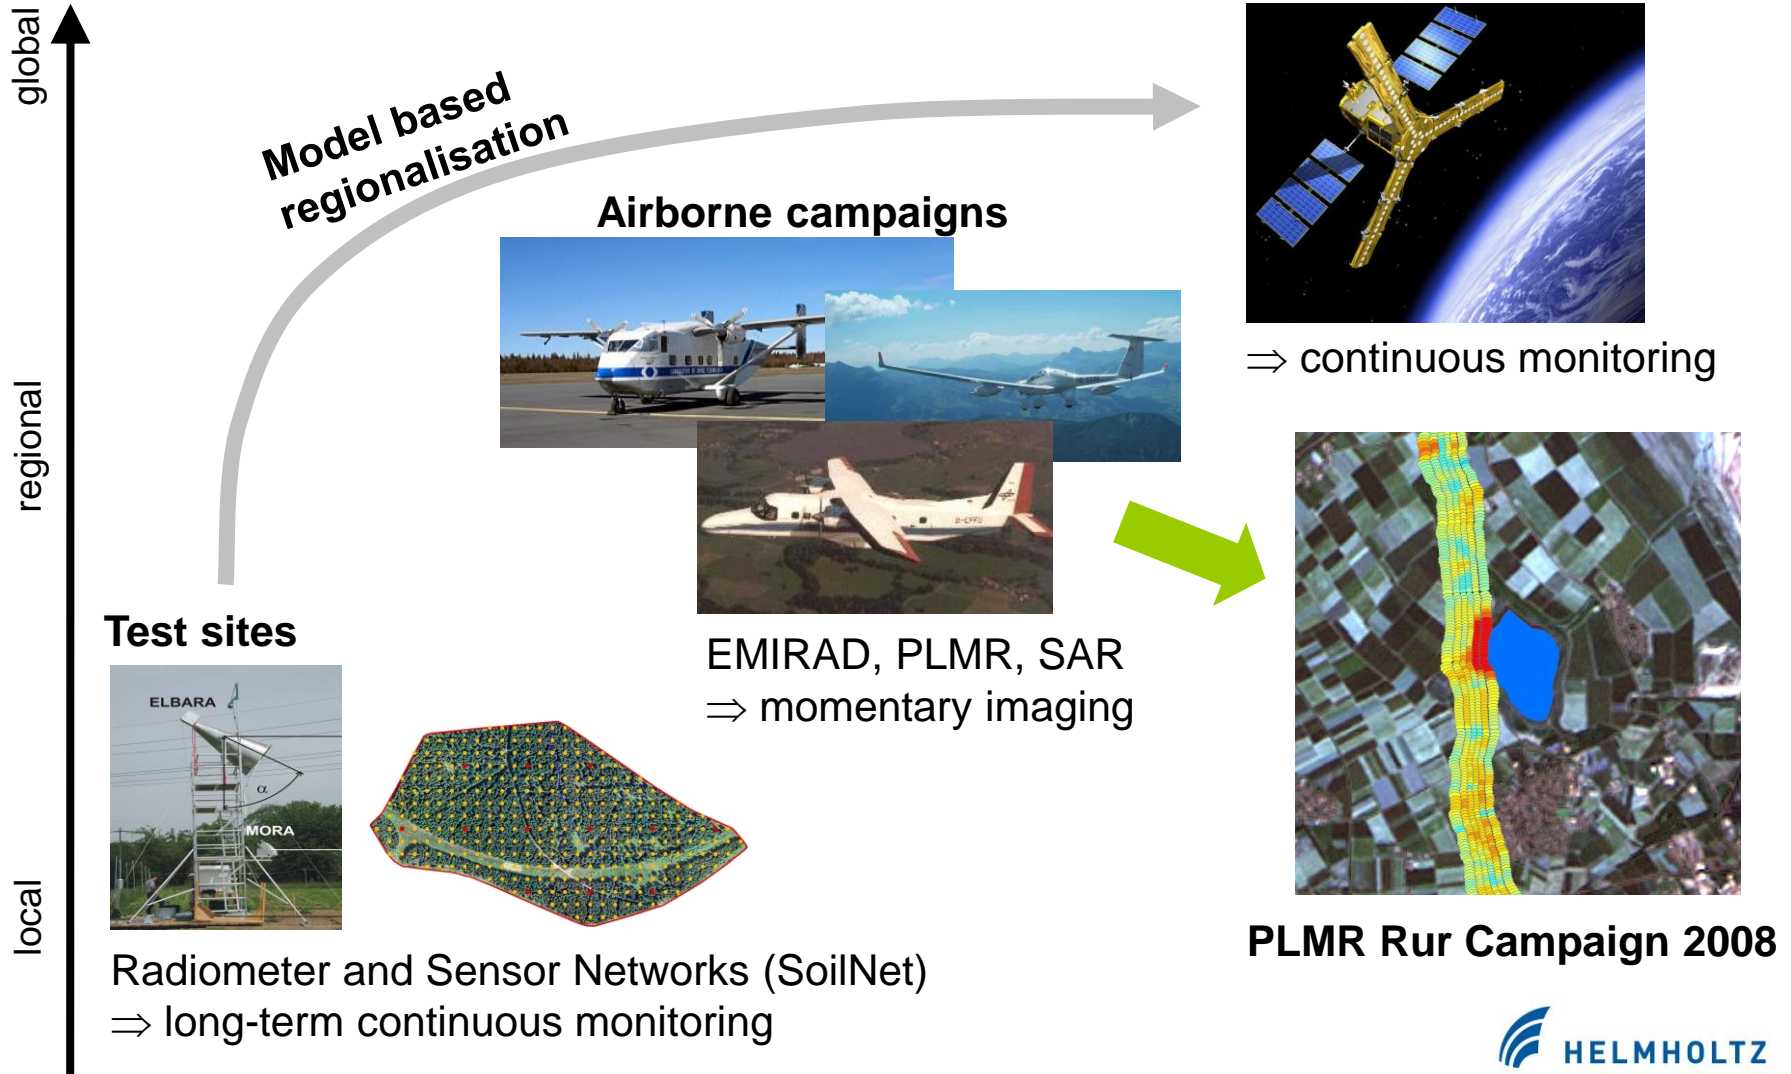 global
regional
local
Model based
regionalisation
Airborne campaigns
⇒ continuous monitoring
D-CFFU
Test sites
EMIRAD, PLMR, SAR
⇒ momentary imaging
ELBARA
α
MORA
Radiometer and Sensor Networks (SoilNet)
⇒ long-term continuous monitoring
PLMR Rur Campaign 2008
HELMHOLTZ